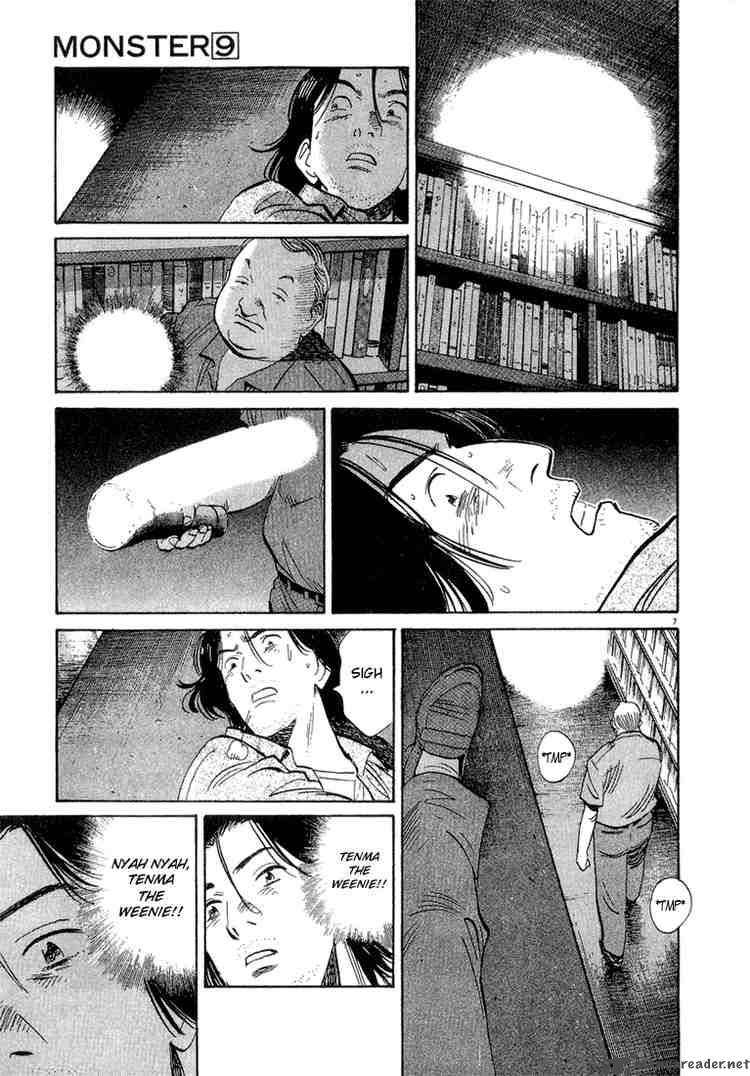 MONSTER 9
7
SIGH
...
*TMP*
*TMP*
TENMA
THE
WEENIE!!
NYAH NYAH,
TENMA
THE
WEENIE!!
reader.net